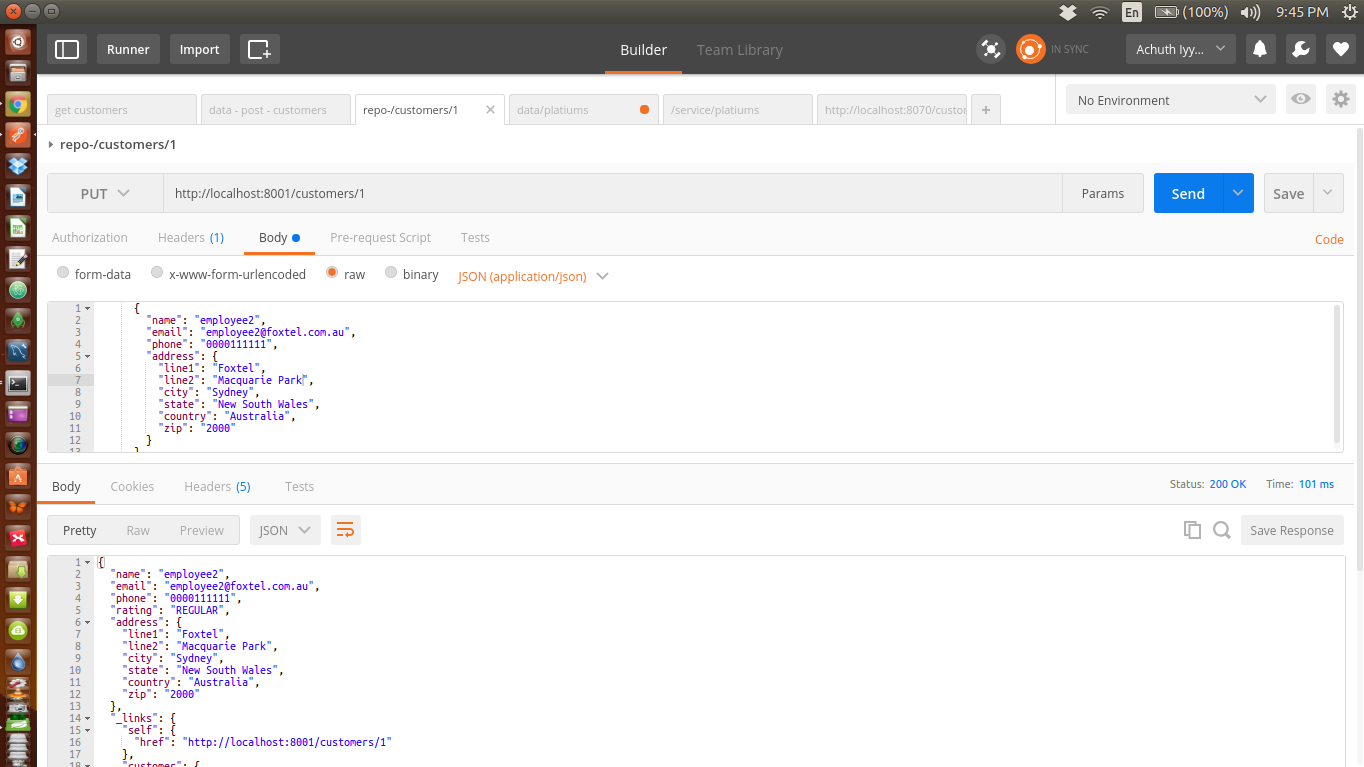 En (100%) 9:45 PM
Runner Import Builder Team Library IN SYNC Achuth Iyy...
get customers data - post - customers repo-/customers/1 data/platiums /service/platiums http://localhost:8070/custor + No Environment
repo-/customers/1
PUT http://localhost:8001/customers/1 Params Send Save
Authorization Headers (1) Body Pre-request Script Tests Code
form-data x-www-form-urlencoded raw binary JSON (application/json)
1 {
2 "name": "employee2",
3 "email": "employee2@foxtel.com.au",
4 "phone": "0000111111",
5 "address": {
6 "line1": "Foxtel",
7 "line2": "Macquarie Park",
8 "city": "Sydney",
9 "state": "New South Wales",
10 "country": "Australia",
11 "zip": "2000"
12 }
13 }
Body Cookies Headers (5) Tests Status: 200 OK Time: 101 ms
Pretty Raw Preview JSON Save Response
1 {
2 "name": "employee2",
3 "email": "employee2@foxtel.com.au",
4 "phone": "0000111111",
5 "rating": "REGULAR",
6 "address": {
7 "line1": "Foxtel",
8 "line2": "Macquarie Park",
9 "city": "Sydney",
10 "state": "New South Wales",
11 "country": "Australia",
12 "zip": "2000"
13 },
14 "_links": {
15 "self": {
16 "href": "http://localhost:8001/customers/1"
17 },
18 "customer": {